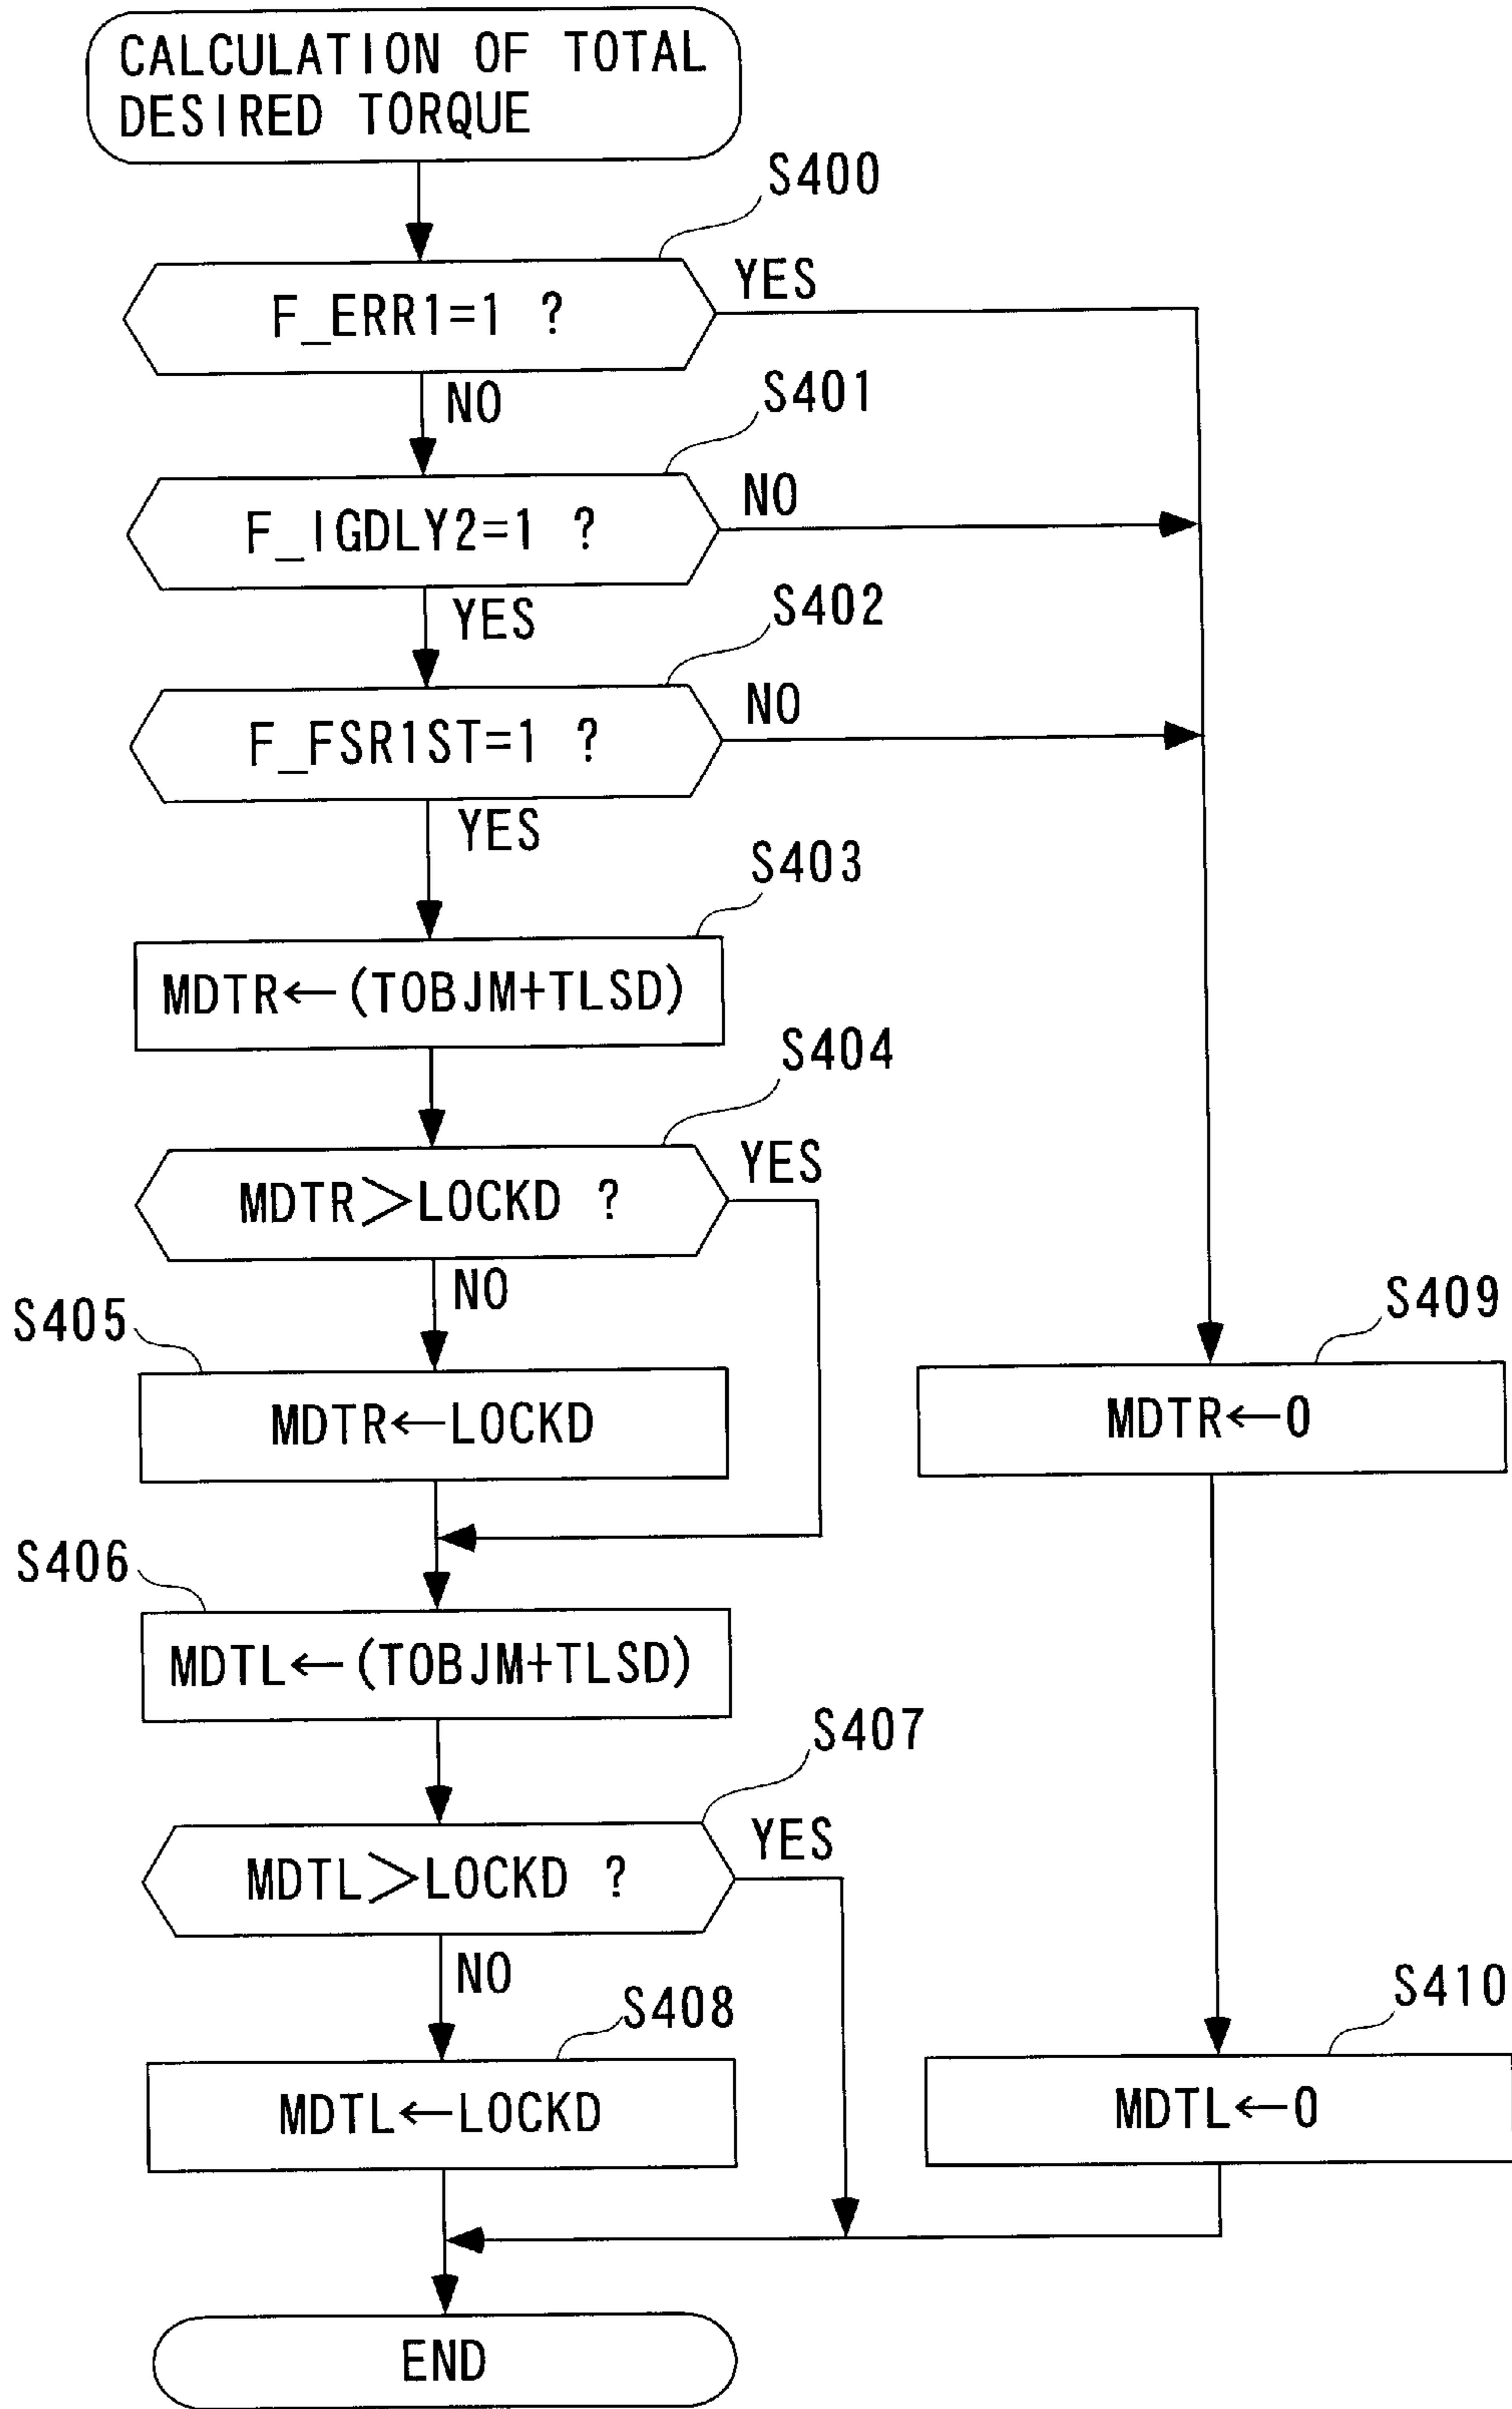 CALCULATION OF TOTAL
DESIRED TORQUE
S400
F_ERR1=1 ?
YES
NO
S401
F_IGDLY2=1 ?
NO
YES
S402
F_FSR1ST=1 ?
NO
YES
S403
MDTR←(TOBJM+TLSD)
S404
MDTR>LOCKD ?
YES
NO
S405
MDTR←LOCKD
S409
MDTR←0
S406
MDTL←(TOBJM+TLSD)
S407
MDTL>LOCKD ?
YES
NO
S408
MDTL←LOCKD
S410
MDTL←0
END